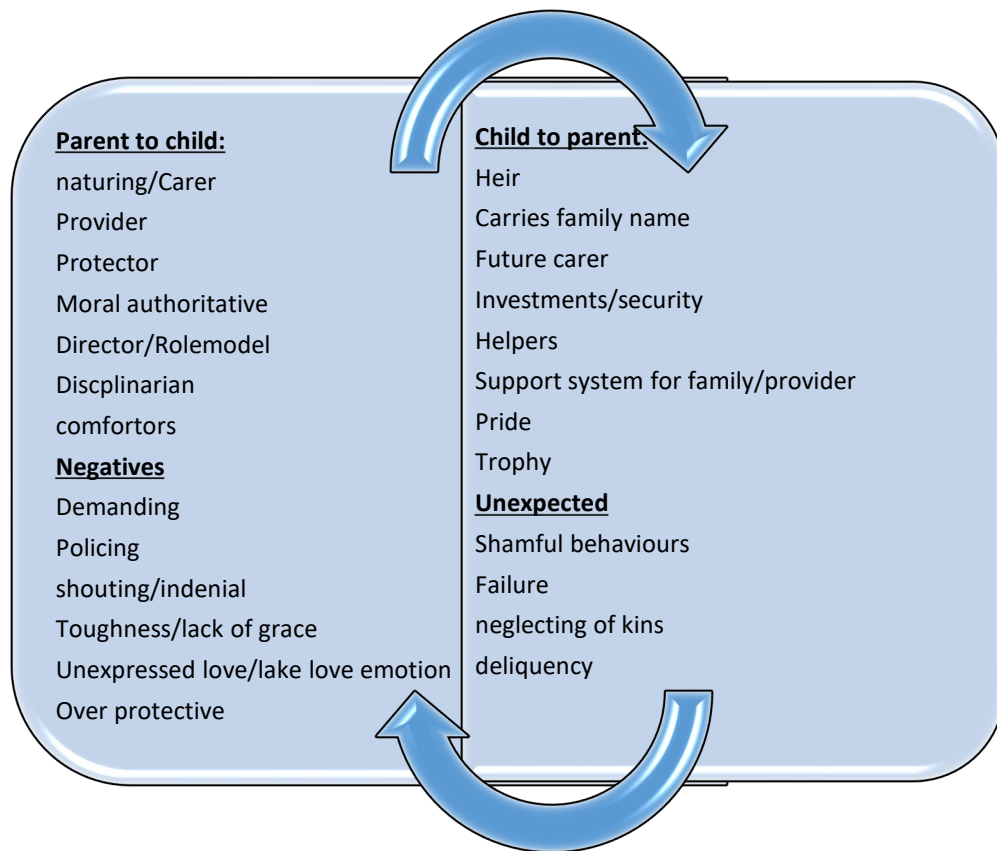 Parent to child:
naturing/Carer
Provider
Protector
Moral authoritative
Director/Rolemodel
Discplinarian
comfortors
Negatives
Demanding
Policing
shouting/indenial
Toughness/lack of grace
Unexpressed love/lake love emotion
Over protective
Child to parent:
Heir
Carries family name
Future carer
Investments/security
Helpers
Support system for family/provider
Pride
Trophy
Unexpected
Shamful behaviours
Failure
neglecting of kins
deliquency